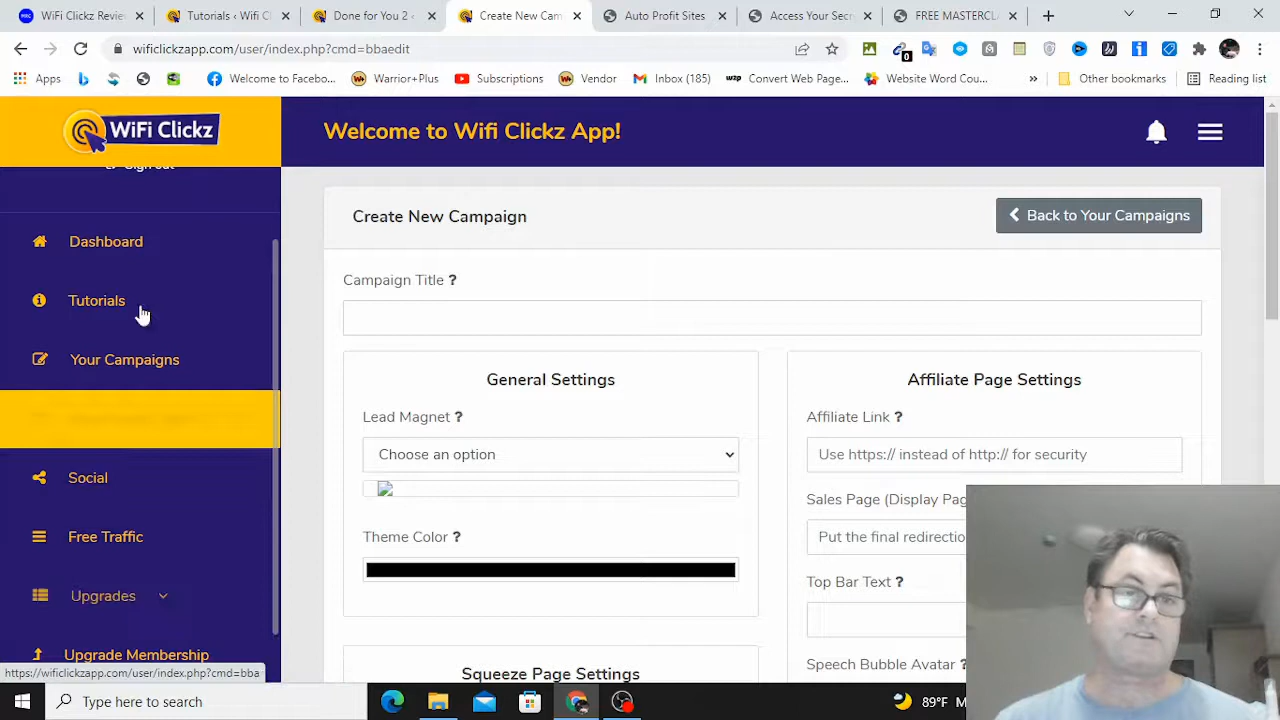 MRC
WiFi Clickz Review
Tutorials - WiFi Cl
Done for You 2
Create New Cam
Auto Profit Sites
Access Your Sec
FREE MASTERCL
wificlickzapp.com/user/index.php?cmd=bbaedit
0
Apps
Welcome to Facebo...
Warrior+Plus
Subscriptions
Vendor
Inbox (185)
Convert Web Page...
Website Word Cou...
»
Other bookmarks
Reading list
WiFi Clickz
Welcome to Wifi Clickz App!
Sign out
Dashboard
Tutorials
Your Campaigns
Social
Free Traffic
Upgrades
Upgrade Membership
Create New Campaign
Back to Your Campaigns
Campaign Title ?
General Settings
Lead Magnet ?
Choose an option
Theme Color ?
Squeeze Page Settings
Affiliate Page Settings
Affiliate Link ?
Use https:// instead of http:// for security
Sales Page (Display Pag
Put the final redirectio
Top Bar Text ?
Speech Bubble Avatar ?
https://wificlickzapp.com/user/index.php?cmd=bba
Type here to search
89°F M